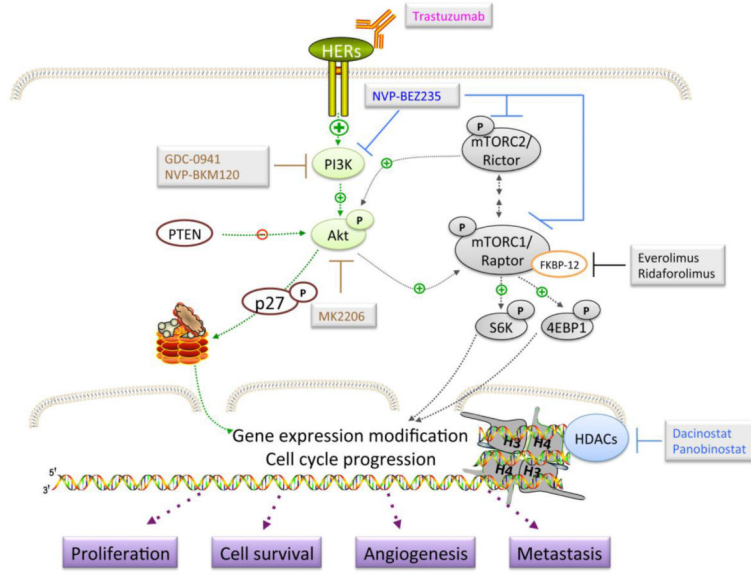 Trastuzumab
HERs
NVP-BEZ235
P
mTORC2/
Rictor
GDC-0941
NVP-BKM120
PI3K
P
Akt
PTEN
P
mTORC1/
Raptor
FKBP-12
Everolimus
Ridaforolimus
p27
P
MK2206
P
S6K
P
4EBP1
Gene expression modification
Cell cycle progression
H3
H4
H4
H3
HDACs
Dacinostat
Panobinostat
5'
3'
Proliferation
Cell survival
Angiogenesis
Metastasis